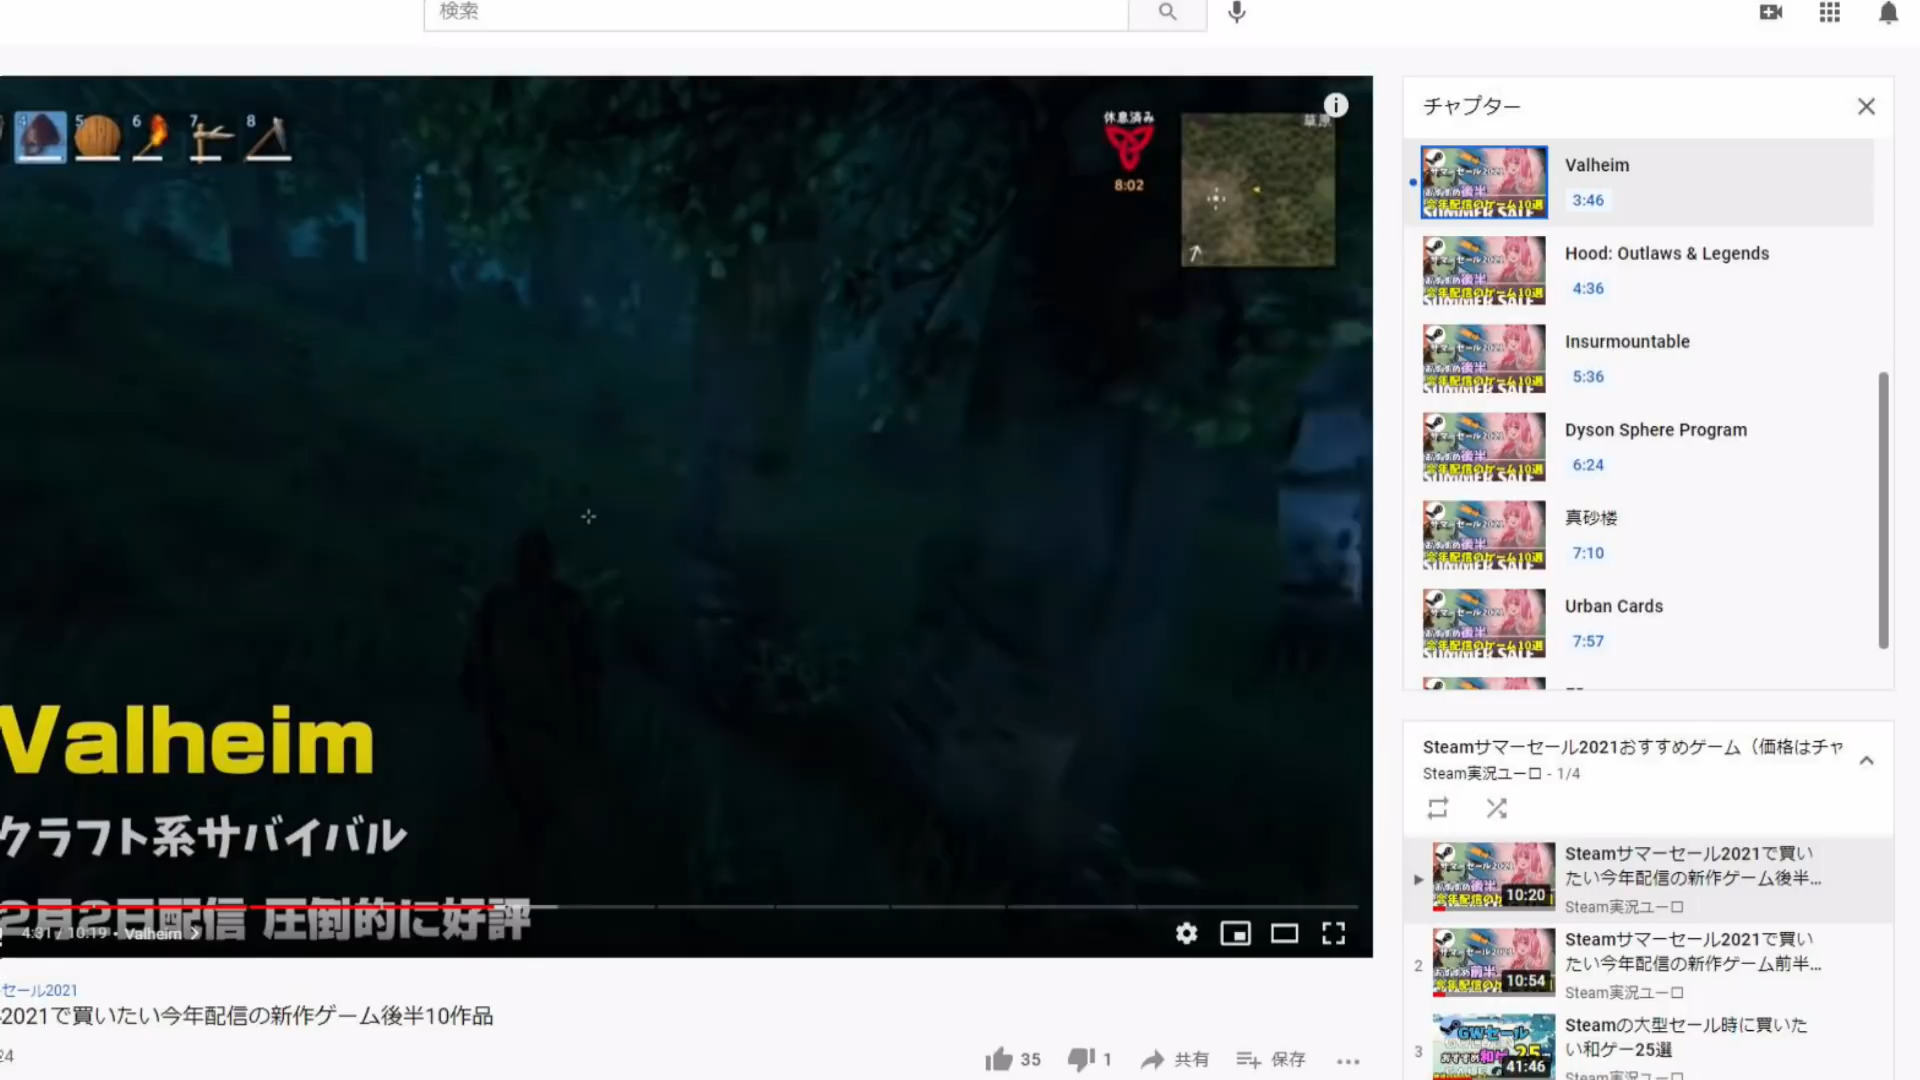 検索
4
5
6
7
8
休息済み
8:02
草原
Valheim
クラフト系サバイバル
2月2日配信 圧倒的に好評
4:31 / 10:19 • Valheim
セール2021
2021で買いたい今年配信の新作ゲーム後半10作品
24
35
1
共有
保存
チャプター
Valheim
3:46
Hood: Outlaws & Legends
4:36
Insurmountable
5:36
Dyson Sphere Program
6:24
真砂楼
7:10
Urban Cards
7:57
Steamサマーセール2021おすすめゲーム（価格はチャ
Steam実況ユーロ - 1/4
Steamサマーセール2021で買い
たい今年配信の新作ゲーム後半...
Steam実況ユーロ
10:20
2
Steamサマーセール2021で買い
たい今年配信の新作ゲーム前半...
Steam実況ユーロ
10:54
3
Steamの大型セール時に買いた
い和ゲー25選
Steam実況ユーロ
41:46